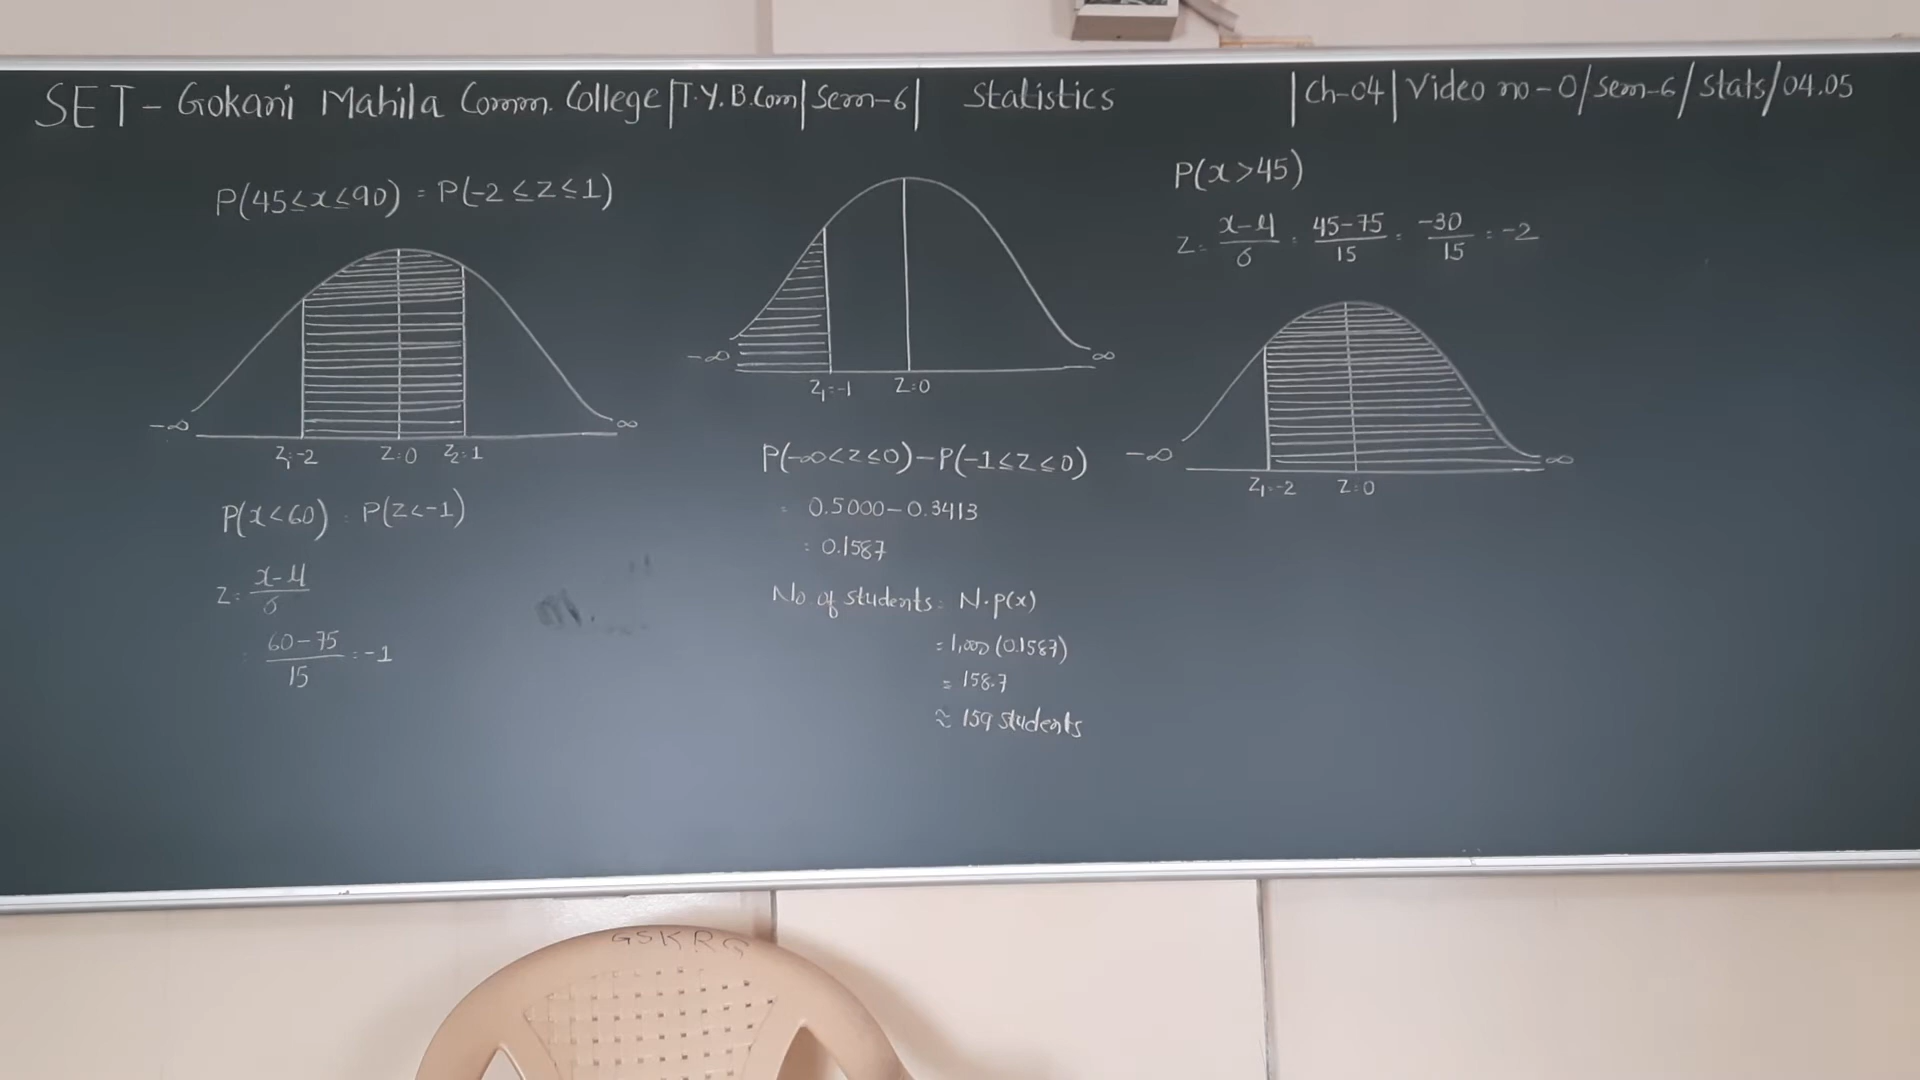 SET - Gokani Mahila Comm. College |T.Y.B.Com| Sem-6| Statistics |Ch-04| Video no - 0/sem-6/stats/04.05
P(45≤x≤90) = P(-2≤Z≤1)
-∞ ∞
Z₁=-2 Z=0 Z₂=1
P(x<60) = P(Z<-1)
Z = x-μ/σ
= 60-75/15 = -1
-∞ ∞
Z₁=-1 Z=0
P(-∞<Z≤0) - P(-1≤Z≤0)
= 0.5000-0.3413
= 0.1587
No of students = N.p(x)
= 1,000 (0.1587)
= 158.7
≈ 159 students
P(x>45)
Z = x-μ/σ = 45-75/15 = -30/15 = -2
-∞ ∞
Z₁=-2 Z=0
GSKRG